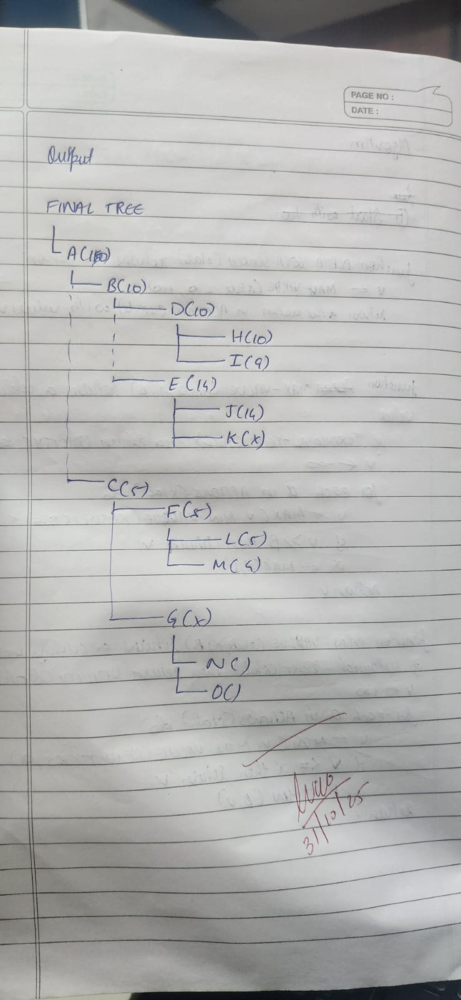 PAGE NO :
DATE :
Output
FINAL TREE
A(10)
B(10)
D(10)
H(10)
I(9)
E(14)
J(14)
K(X)
C(5)
F(5)
L(5)
M(4)
G(X)
N()
O()
31/10/25